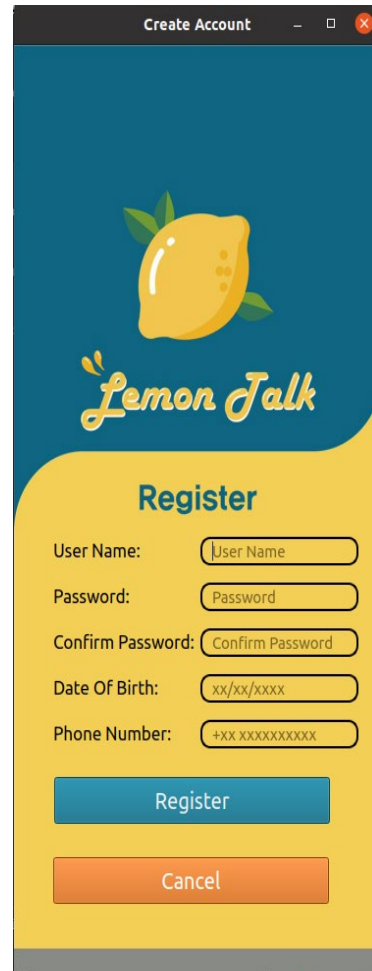 Create Account
Lemon Talk
Register
User Name: User Name
Password: Password
Confirm Password: Confirm Password
Date Of Birth: xx/xx/xxxx
Phone Number: +xx xxxxxxxxxx
Register
Cancel